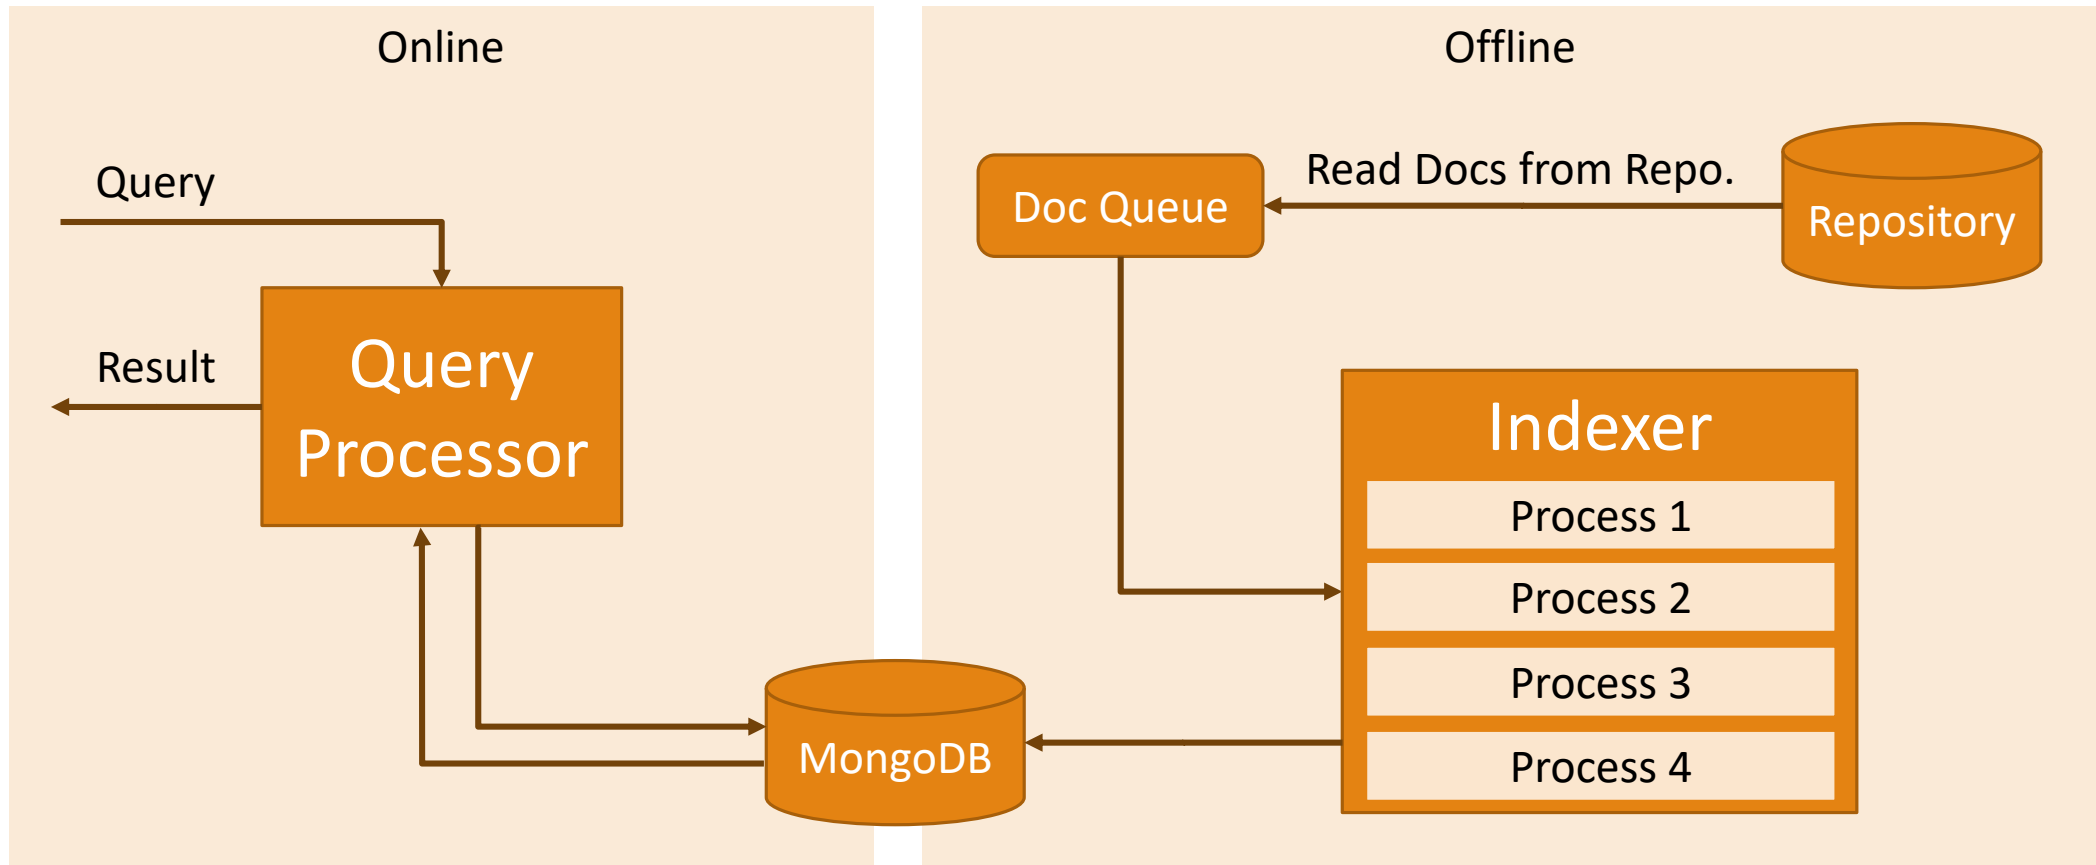 Online
Query
Result
Query
Processor
MongoDB
Offline
Doc Queue
Read Docs from Repo.
Repository
Indexer
Process 1
Process 2
Process 3
Process 4